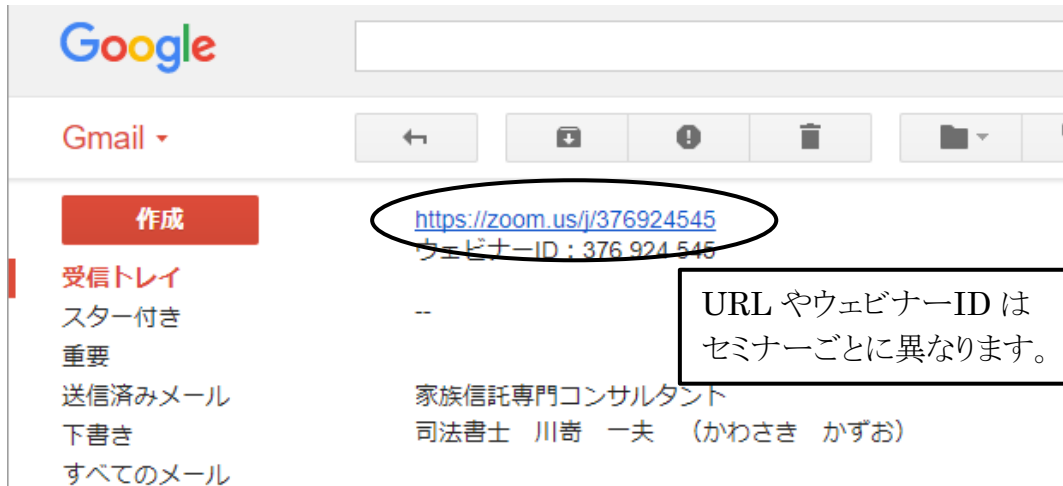 Google
Gmail
作成
受信トレイ
スター付き
重要
送信済みメール
下書き
すべてのメール
https://zoom.us/j/376924545
ウェビナーID：376 924 545
--
家族信託専門コンサルタント
司法書士　川嵜　一夫　（かわさき　かずお）
URL やウェビナーID は
セミナーごとに異なります。